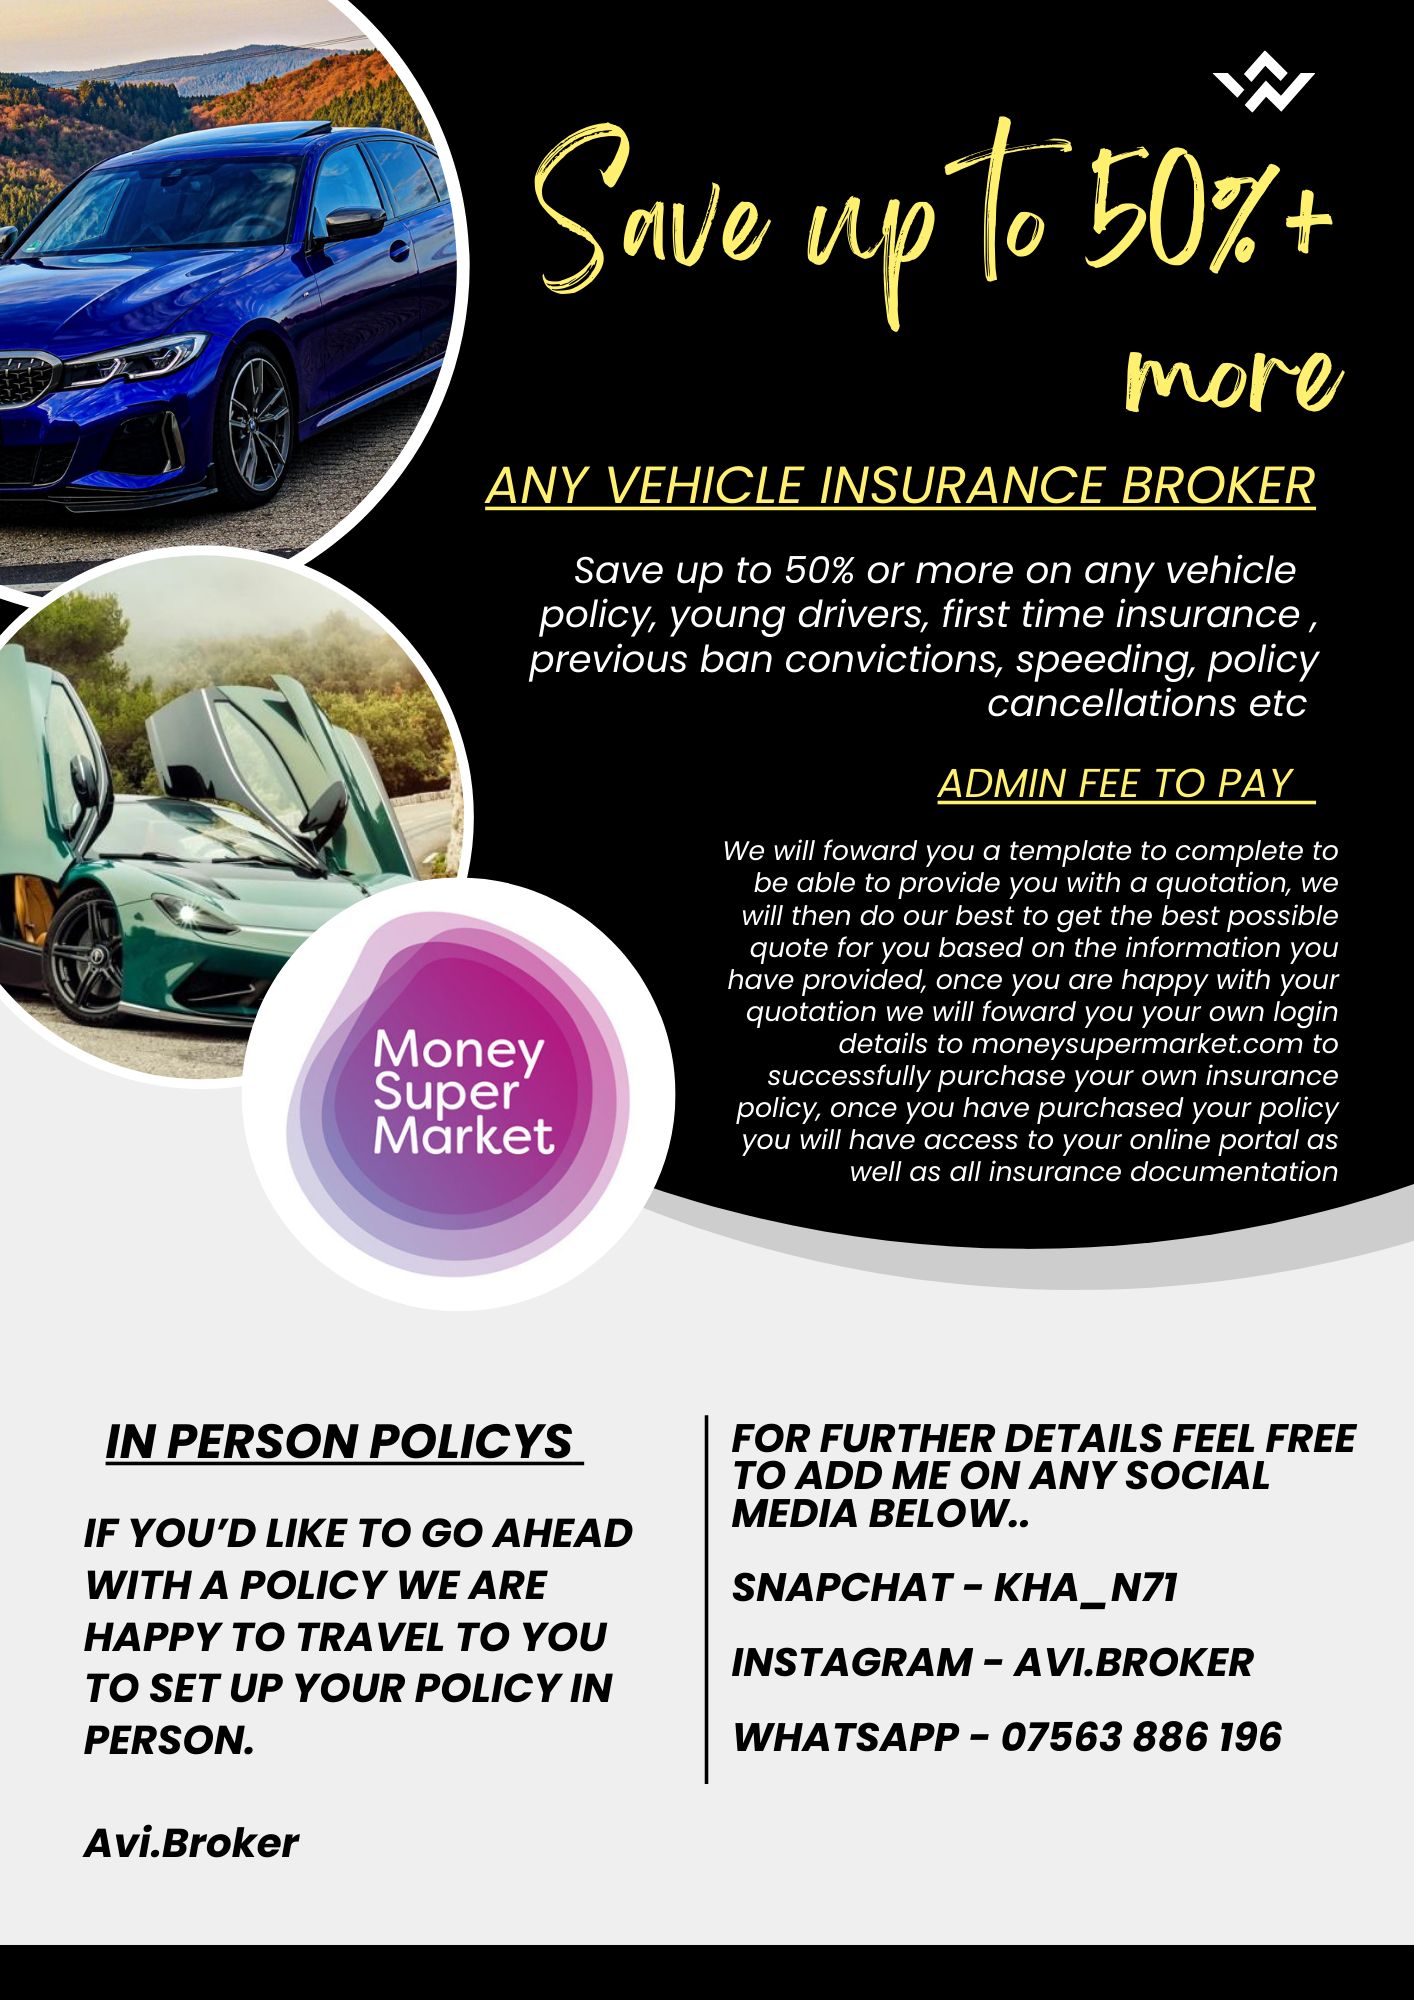 Save up to 50%+
more
ANY VEHICLE INSURANCE BROKER
Save up to 50% or more on any vehicle
policy, young drivers, first time insurance ,
previous ban convictions, speeding, policy
cancellations etc
ADMIN FEE TO PAY
We will foward you a template to complete to
be able to provide you with a quotation, we
will then do our best to get the best possible
quote for you based on the information you
have provided, once you are happy with your
quotation we will foward you your own login
details to moneysupermarket.com to
successfully purchase your own insurance
policy, once you have purchased your policy
you will have access to your online portal as
well as all insurance documentation
Money
Super
Market
IN PERSON POLICYS
IF YOU’D LIKE TO GO AHEAD
WITH A POLICY WE ARE
HAPPY TO TRAVEL TO YOU
TO SET UP YOUR POLICY IN
PERSON.
Avi.Broker
FOR FURTHER DETAILS FEEL FREE
TO ADD ME ON ANY SOCIAL
MEDIA BELOW..
SNAPCHAT - KHA_N71
INSTAGRAM - AVI.BROKER
WHATSAPP - 07563 886 196